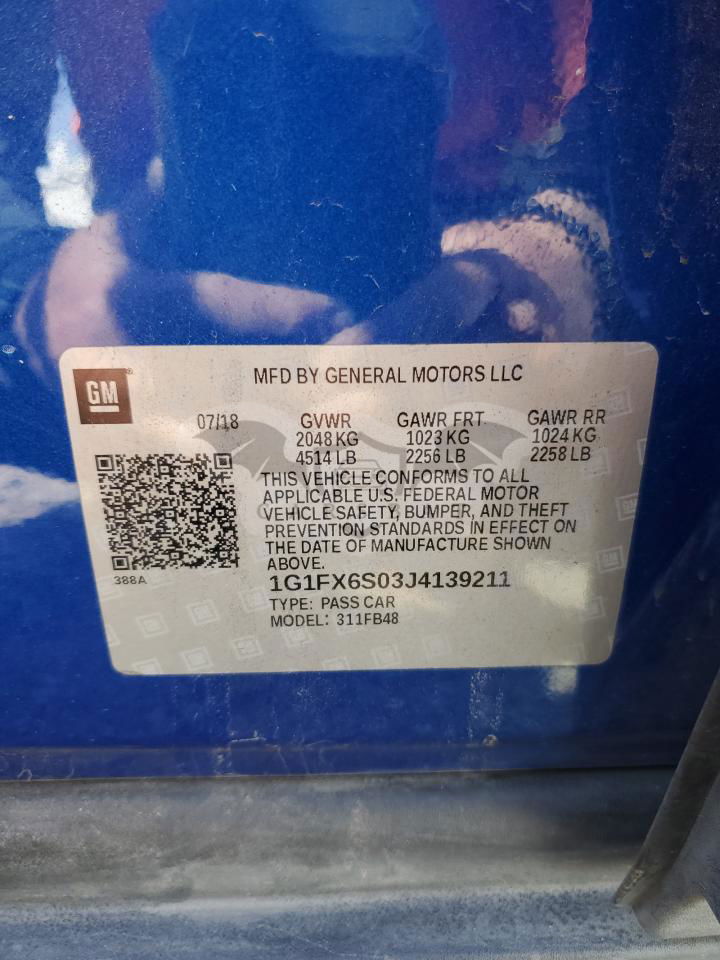 GM
MFD BY GENERAL MOTORS LLC
07/18 GVWR GAWR FRT GAWR RR
2048 KG 1023 KG 1024 KG
4514 LB 2256 LB 2258 LB
THIS VEHICLE CONFORMS TO ALL
APPLICABLE U.S. FEDERAL MOTOR
VEHICLE SAFETY, BUMPER, AND THEFT
PREVENTION STANDARDS IN EFFECT ON
THE DATE OF MANUFACTURE SHOWN
ABOVE.
388A
1G1FX6S03J4139211
TYPE: PASS CAR
MODEL: 311FB48